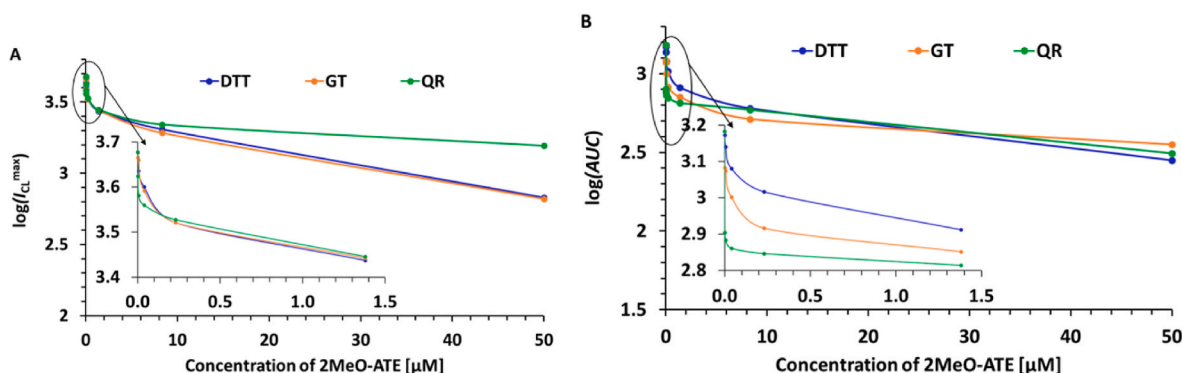 A
DTT GT QR
log(I_CL^max)
3.5
3
2.5
2
3.7
3.6
3.5
3.4
0.0 0.5 1.0 1.5
0 10 20 30 40 50
Concentration of 2MeO-ATE [µM]
B
DTT GT QR
log(AUC)
3
2.5
2
1.5
3.2
3.1
3
2.9
2.8
0.0 0.5 1.0 1.5
0 10 20 30 40 50
Concentration of 2MeO-ATE [µM]